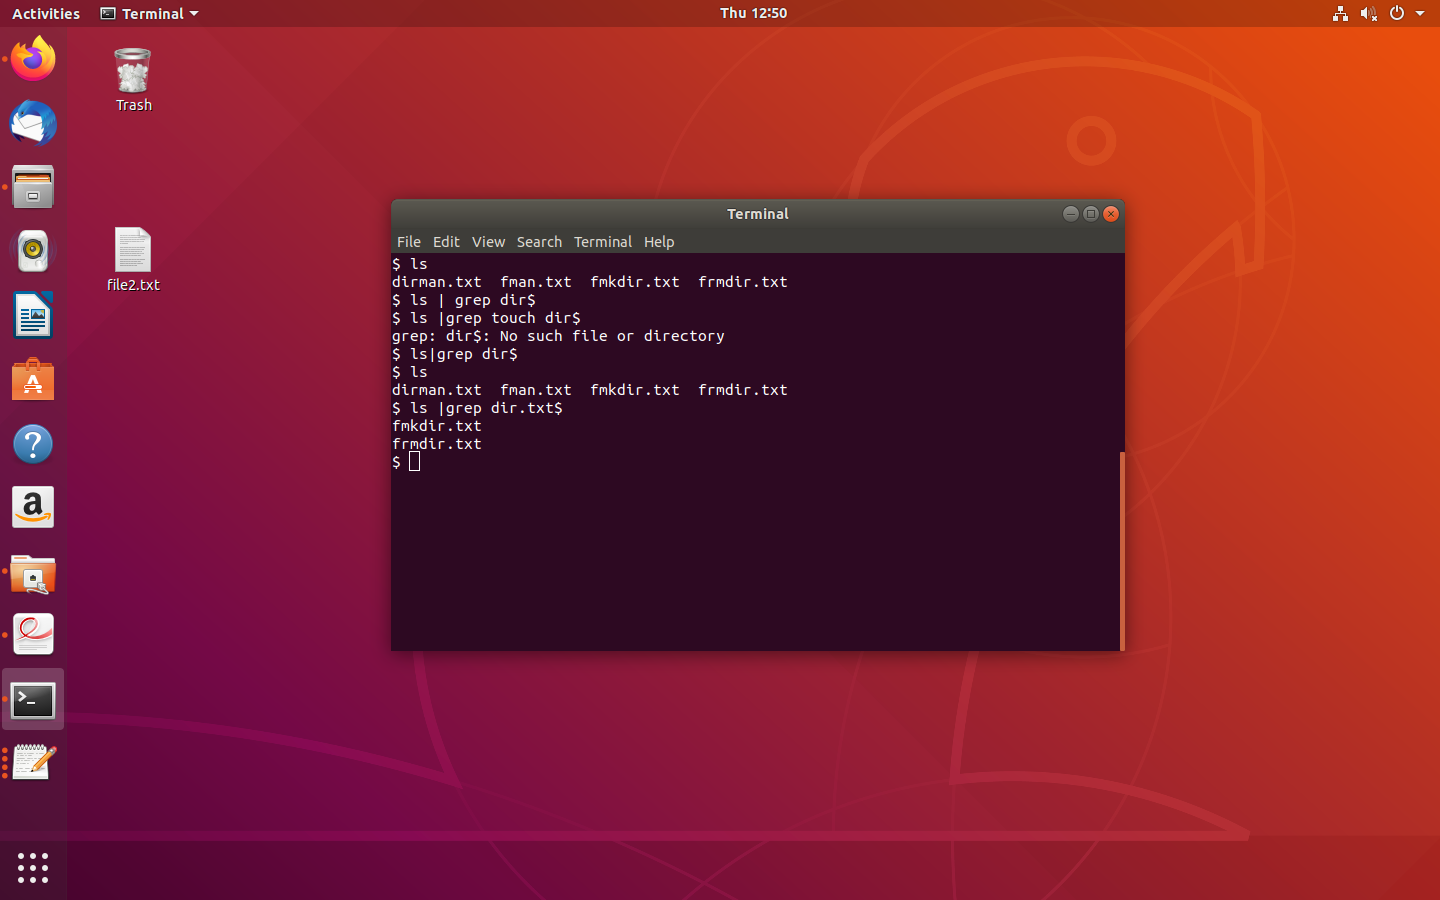 Activities Terminal Thu 12:50
Trash
file2.txt
Terminal
File Edit View Search Terminal Help
$ ls
dirman.txt  fman.txt  fmkdir.txt  frmdir.txt
$ ls | grep dir$
$ ls |grep touch dir$
grep: dir$: No such file or directory
$ ls|grep dir$
$ ls
dirman.txt  fman.txt  fmkdir.txt  frmdir.txt
$ ls |grep dir.txt$
fmkdir.txt
frmdir.txt
$